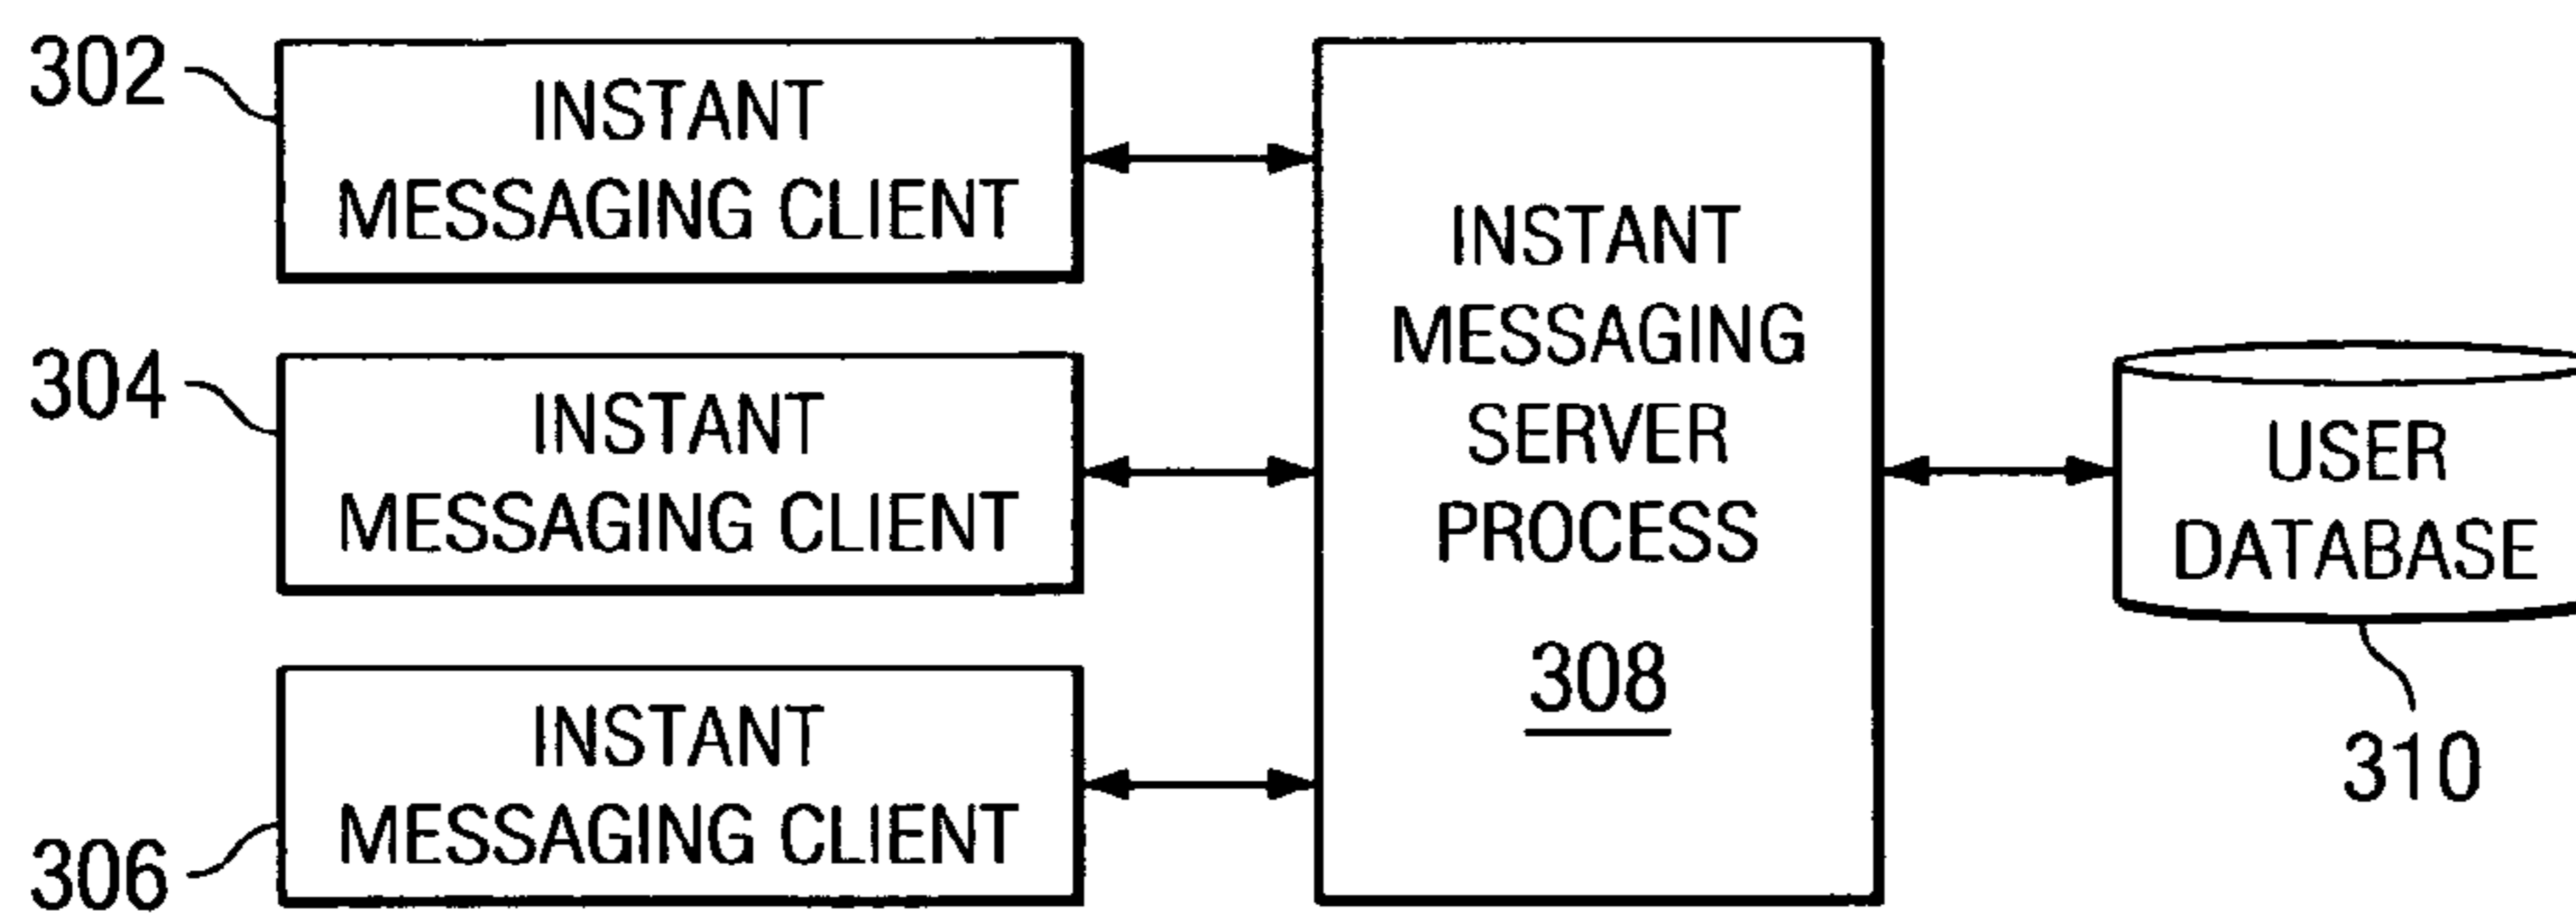 302
INSTANT
MESSAGING CLIENT
304
INSTANT
MESSAGING CLIENT
306
INSTANT
MESSAGING CLIENT
INSTANT
MESSAGING
SERVER
PROCESS
308
USER
DATABASE
310